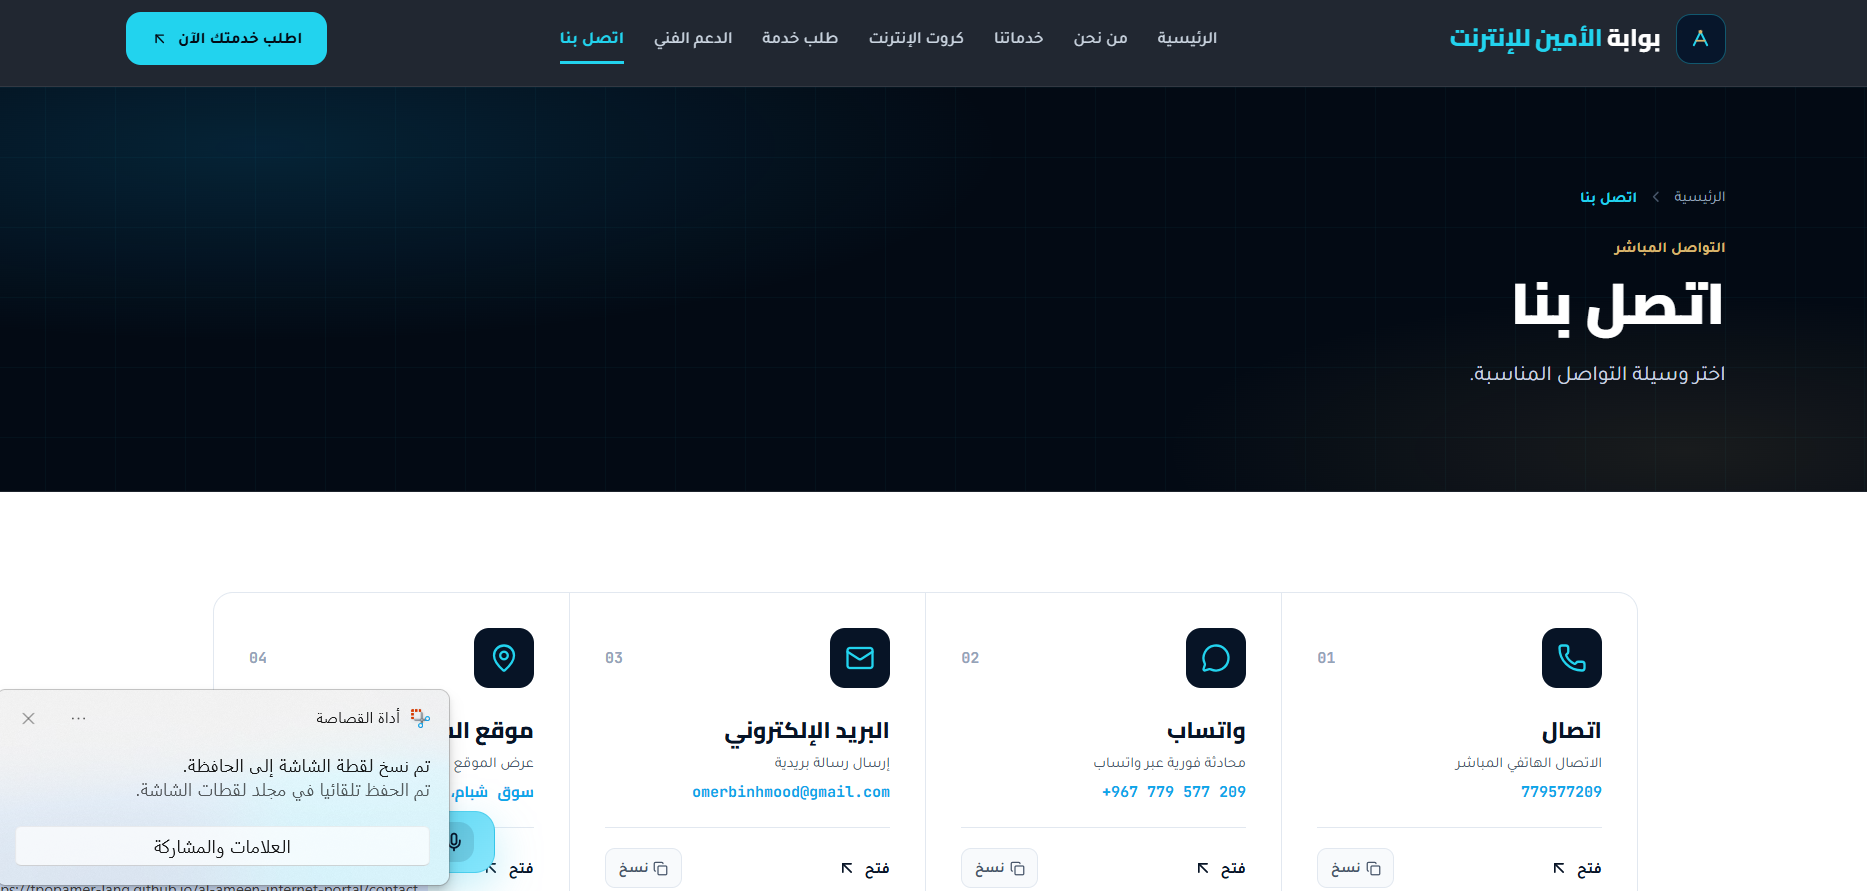 بوابة الأمين للإنترنت
الرئيسية
من نحن
خدماتنا
كروت الإنترنت
طلب خدمة
الدعم الفني
اتصل بنا
اطلب خدمتك الآن
الرئيسية
اتصل بنا
التواصل المباشر
اتصل بنا
اختر وسيلة التواصل المناسبة.
01
اتصال
الاتصال الهاتفي المباشر
779577209
فتح
نسخ
02
واتساب
محادثة فورية عبر واتساب
+967 779 577 209
فتح
نسخ
03
البريد الإلكتروني
إرسال رسالة بريدية
omerbinhmood@gmail.com
فتح
نسخ
04
موقع
عرض الموقع
سوق شبام،
فتح
أداة القصاصة
تم نسخ لقطة الشاشة إلى الحافظة.
تم الحفظ تلقائيا في مجلد لقطات الشاشة.
العلامات والمشاركة